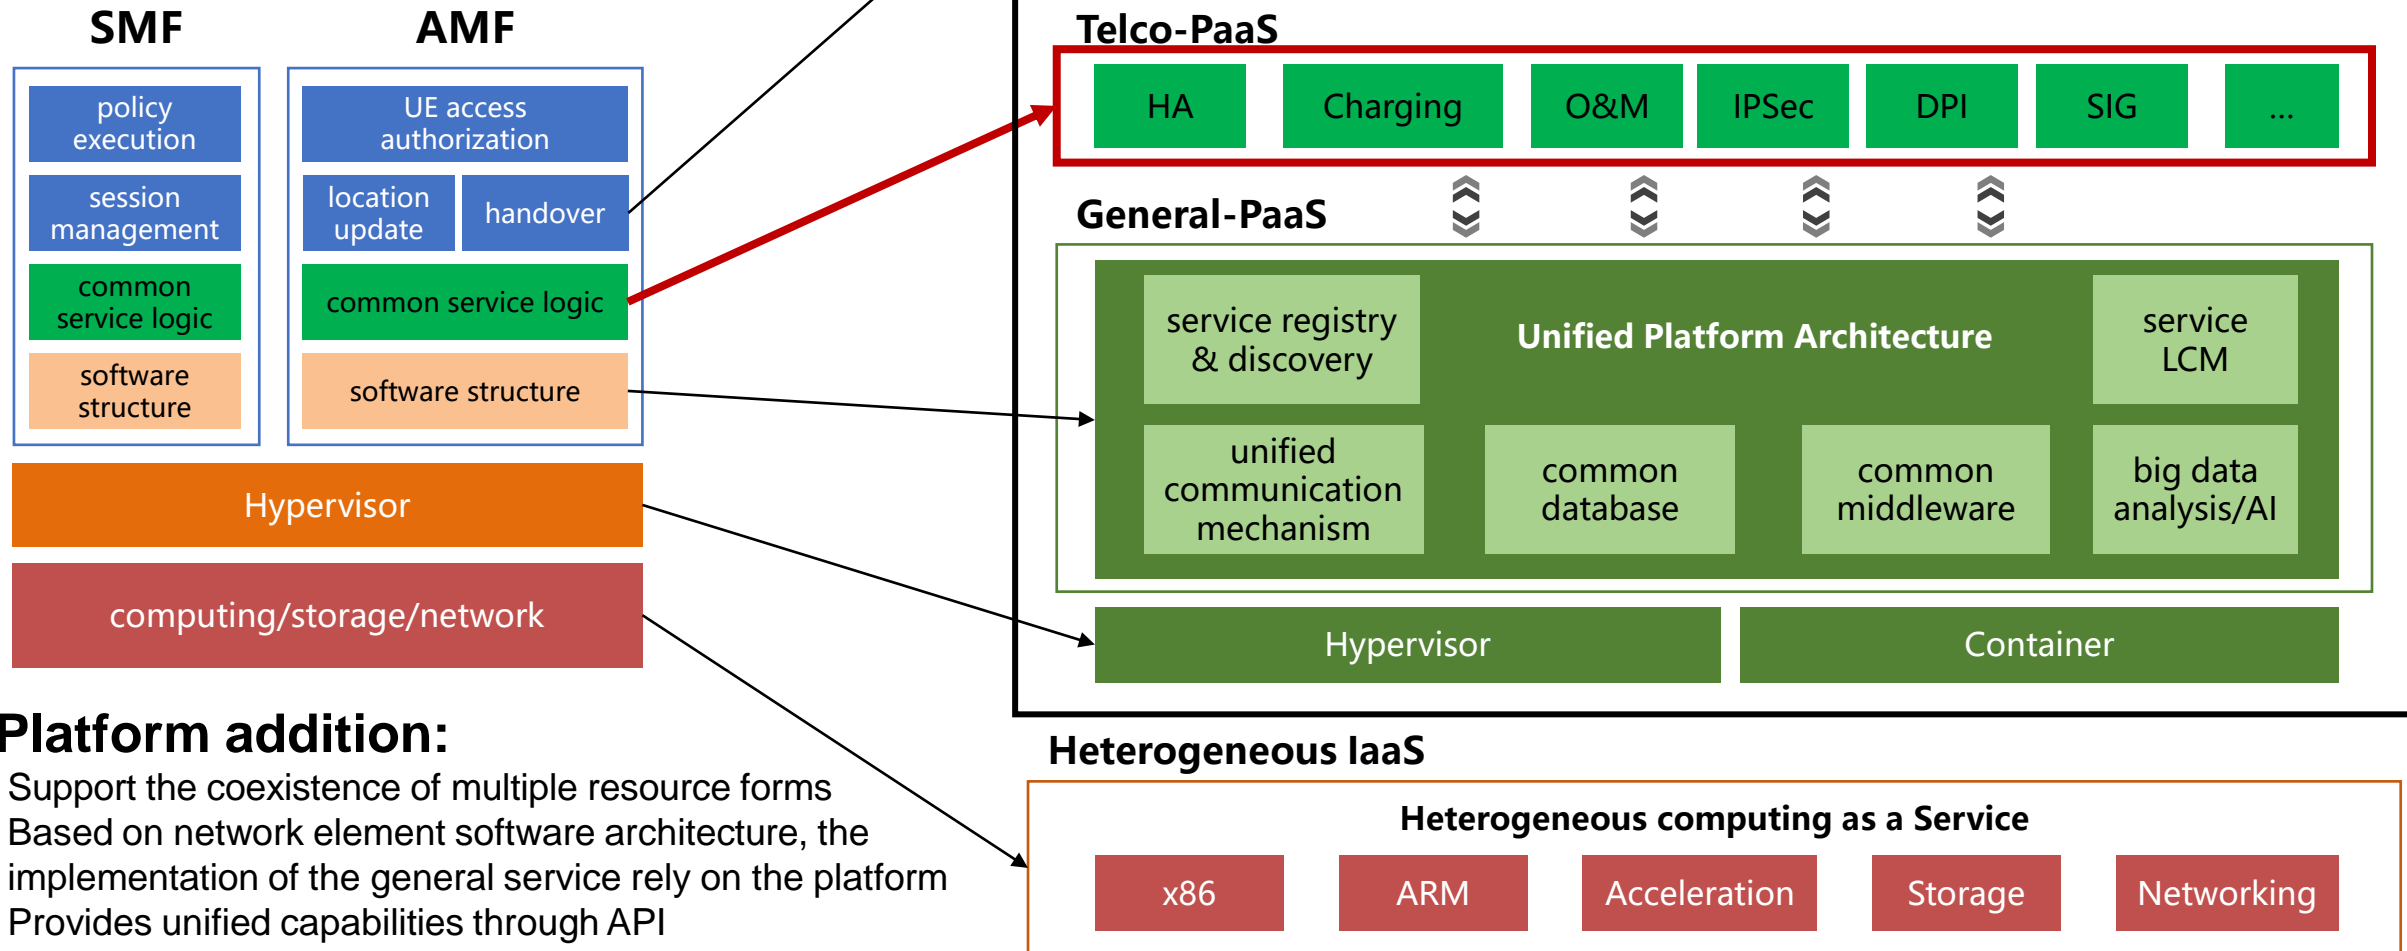 SMF
AMF
policy
execution
UE access
authorization
session
management
location
update
handover
common
service logic
common service logic
software
structure
software structure
Hypervisor
computing/storage/network
Platform addition:
Support the coexistence of multiple resource forms
Based on network element software architecture, the
implementation of the general service rely on the platform
Provides unified capabilities through API
Telco-PaaS
HA
Charging
O&M
IPSec
DPI
SIG
...
General-PaaS
service registry
& discovery
Unified Platform Architecture
service
LCM
unified
communication
mechanism
common
database
common
middleware
big data
analysis/AI
Hypervisor
Container
Heterogeneous IaaS
Heterogeneous computing as a Service
x86
ARM
Acceleration
Storage
Networking